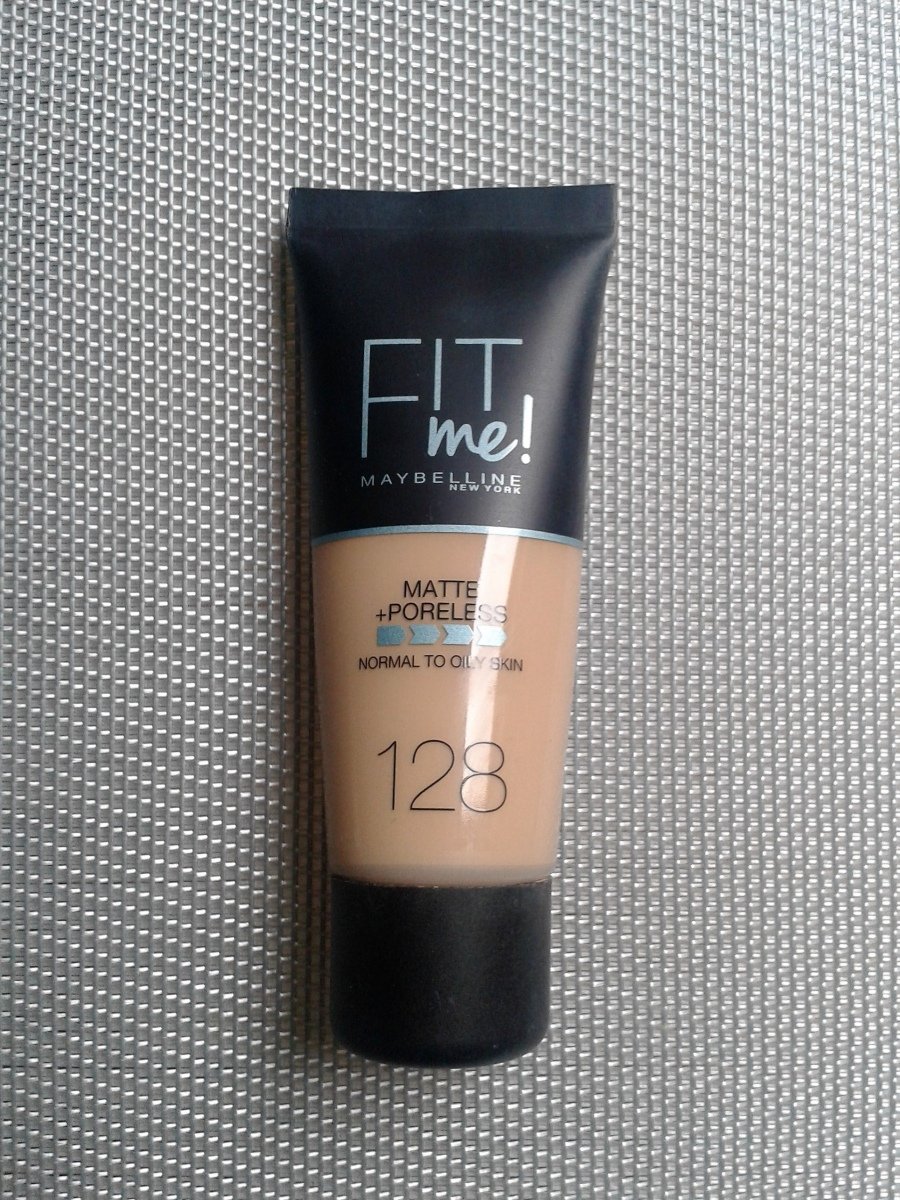 FIT
me!
MAYBELLINE
NEW YORK
MATTE
+PORELESS
NORMAL TO OILY SKIN
128